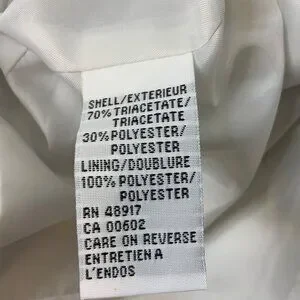 SHELL/EXTERIEUR
70% TRIACETATE/
TRIACETATE
30% POLYESTER/
POLYESTER
LINING/DOUBLURE
100% POLYESTER/
POLYESTER
RN 48917
CA 00602
CARE ON REVERSE
ENTRETIEN A
L'ENDOS